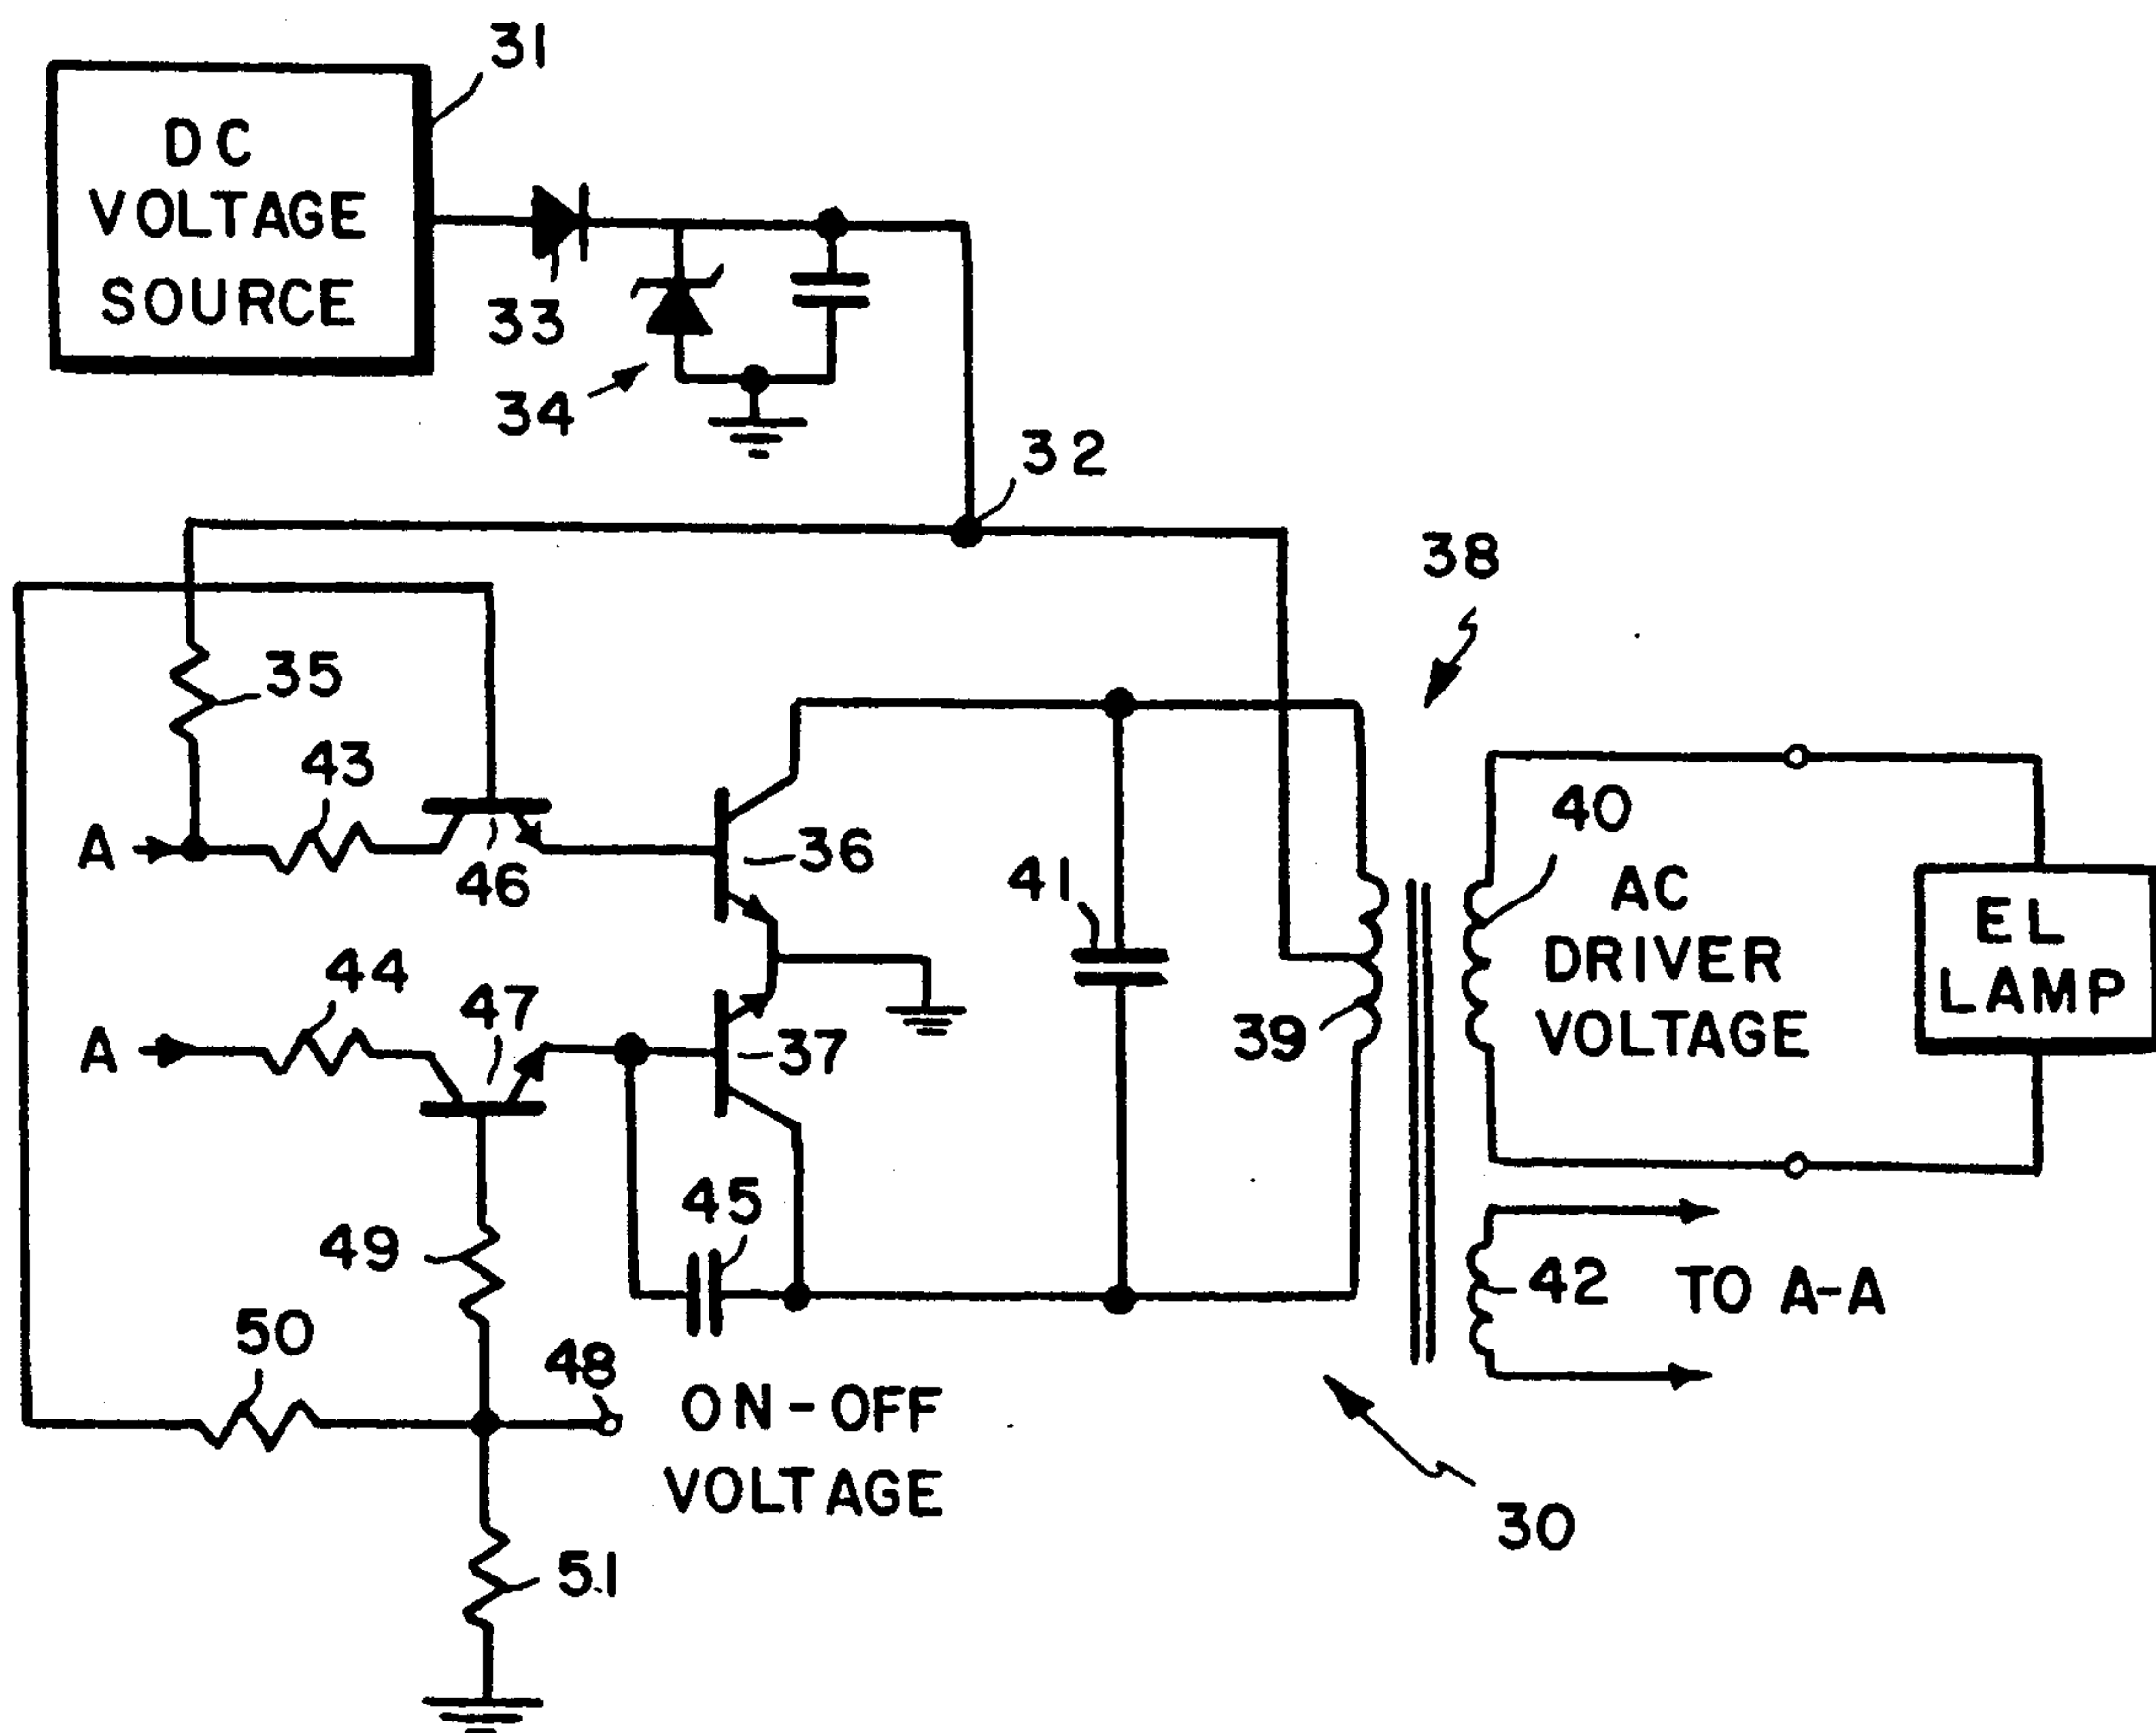 31
DC
VOLTAGE
SOURCE
33
34
32
38
35
43
A
46
36
41
40
AC
DRIVER
VOLTAGE
EL
LAMP
44
47
A
37
39
45
49
42 TO A-A
50
48
ON-OFF
VOLTAGE
30
51